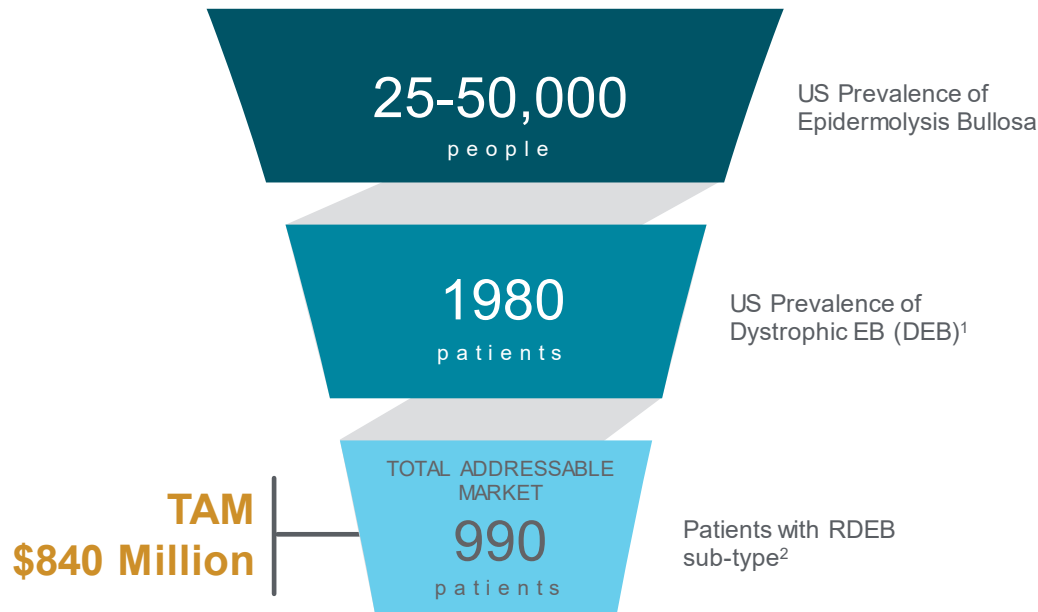 25-50,000
people
US Prevalence of
Epidermolysis Bullosa
1980
patients
US Prevalence of
Dystrophic EB (DEB)¹
TOTAL ADDRESSABLE
MARKET
990
patients
TAM
$840 Million
Patients with RDEB
sub-type²